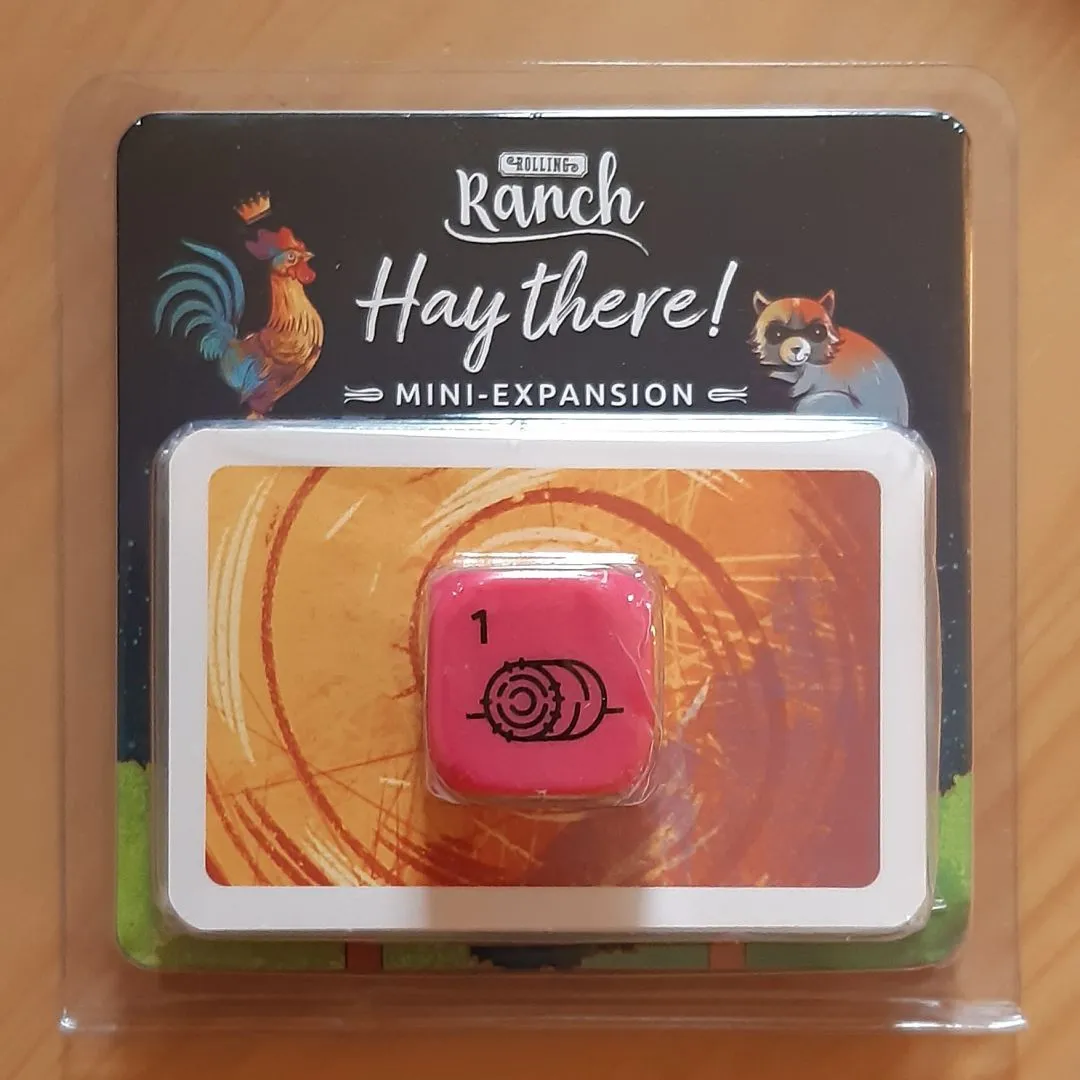 ROLLING
Ranch
Hay there!
MINI-EXPANSION
1